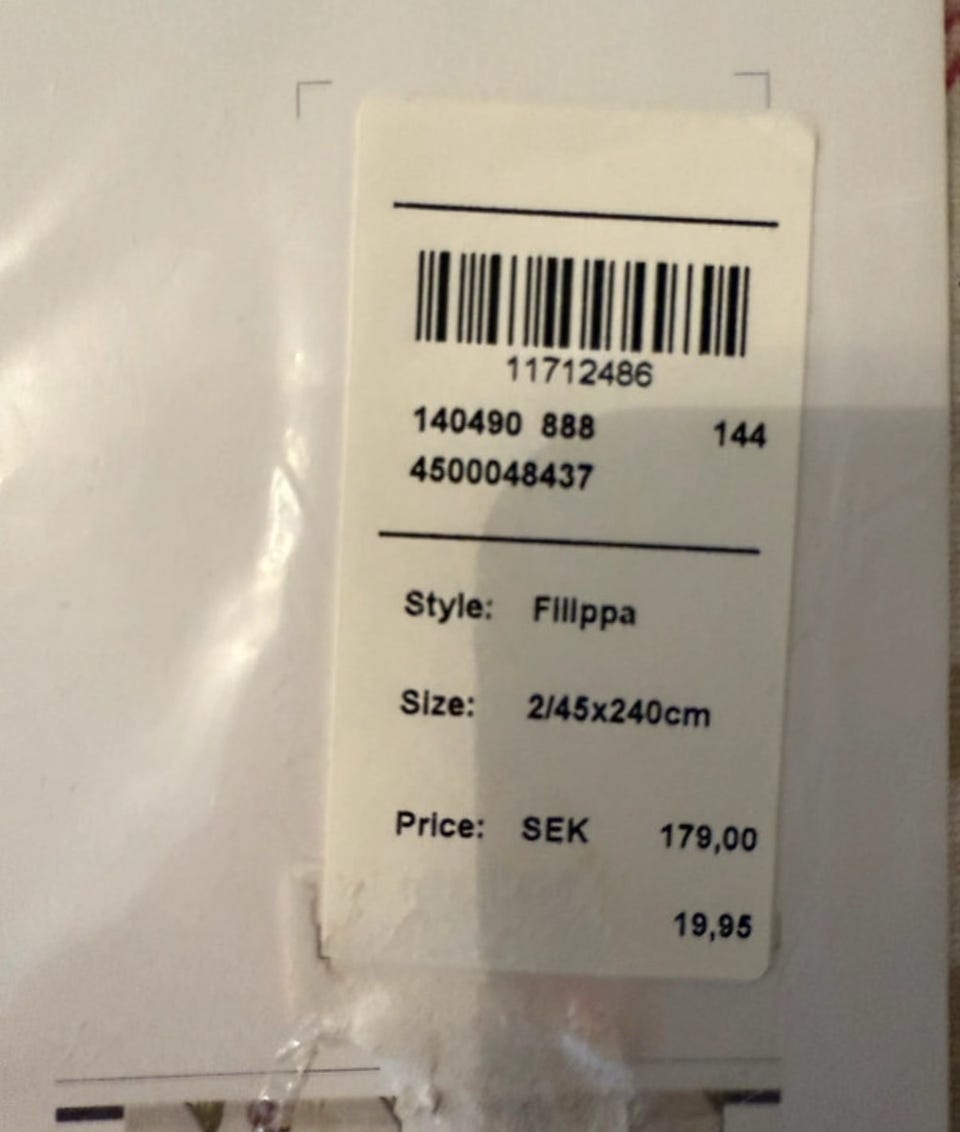 11712486
140490 888 144
4500048437
Style: Filippa
Size: 2/45x240cm
Price: SEK 179,00
19,95